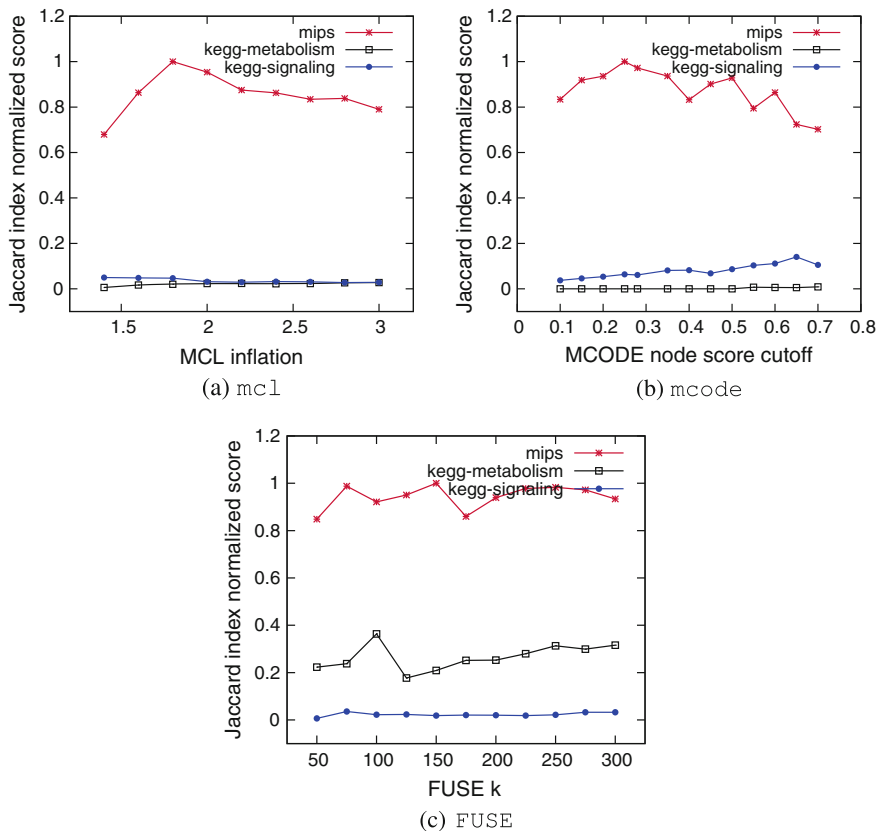 Jaccard index normalized score
1.2
1
0.8
0.6
0.4
0.2
0
mips
kegg-metabolism
kegg-signaling
1.5 2 2.5 3
MCL inflation
(a) mcl
Jaccard index normalized score
1.2
1
0.8
0.6
0.4
0.2
0
mips
kegg-metabolism
kegg-signaling
0 0.1 0.2 0.3 0.4 0.5 0.6 0.7 0.8
MCODE node score cutoff
(b) mcode
Jaccard index normalized score
1.2
1
0.8
0.6
0.4
0.2
0
mips
kegg-metabolism
kegg-signaling
50 100 150 200 250 300
FUSE k
(c) FUSE